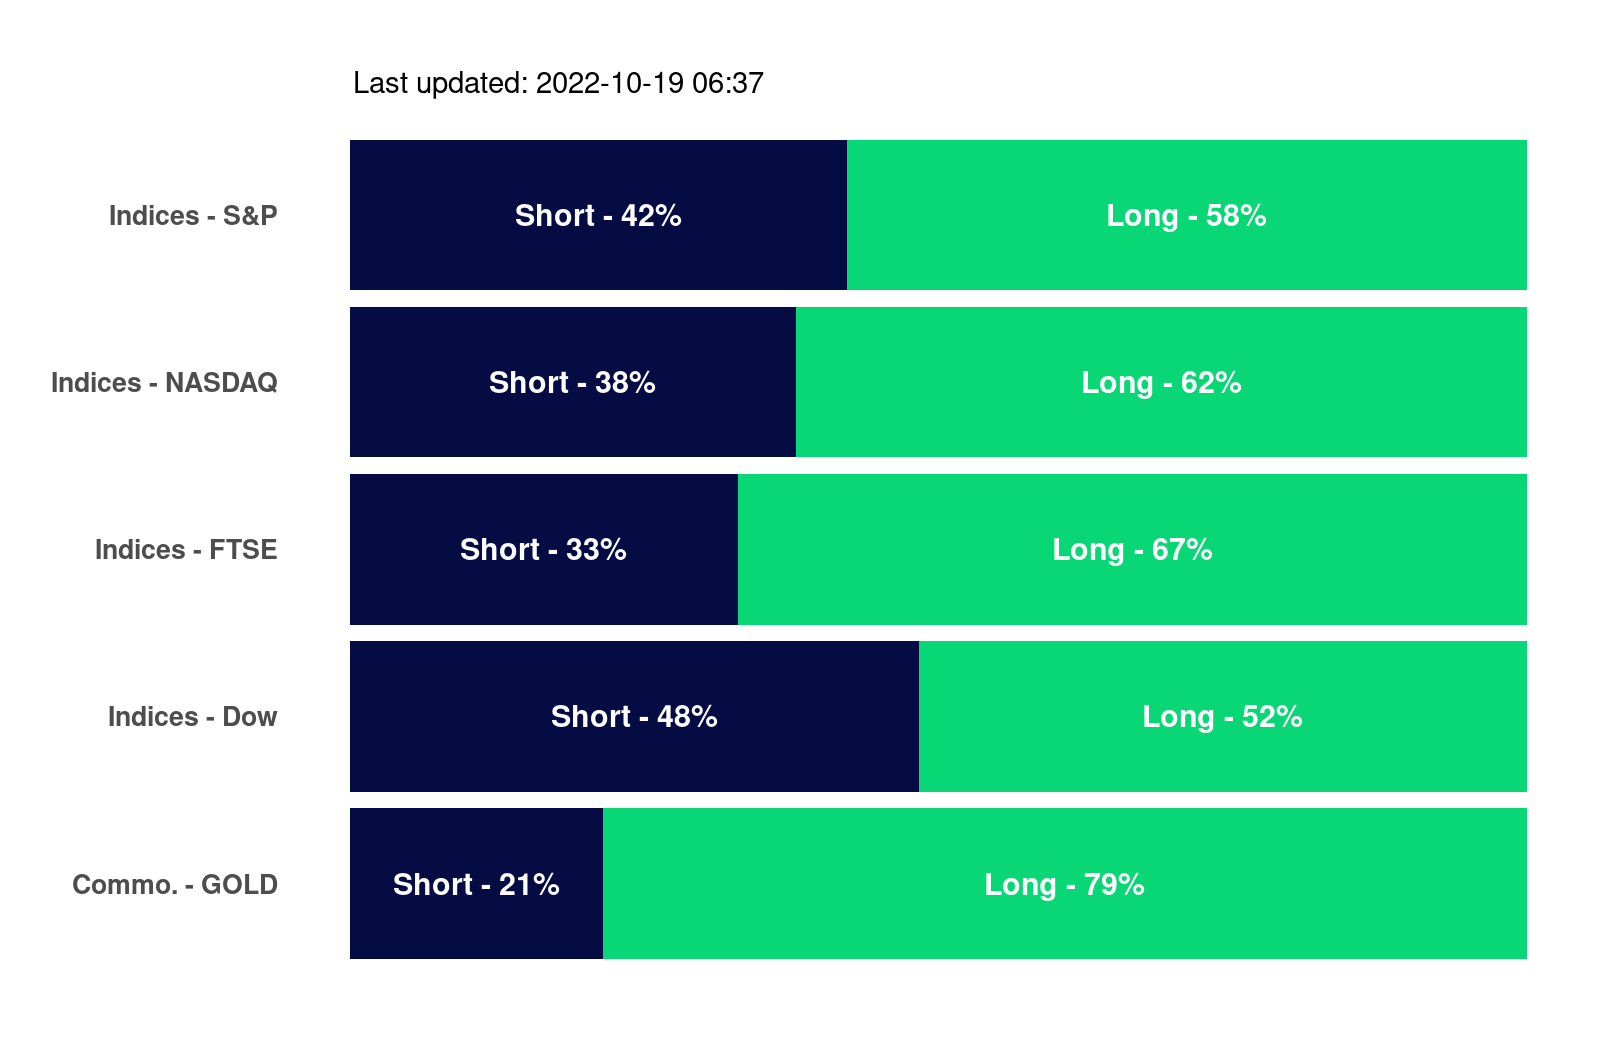 Last updated: 2022-10-19 06:37
Indices - S&P Short - 42% Long - 58%
Indices - NASDAQ Short - 38% Long - 62%
Indices - FTSE Short - 33% Long - 67%
Indices - Dow Short - 48% Long - 52%
Commo. - GOLD Short - 21% Long - 79%